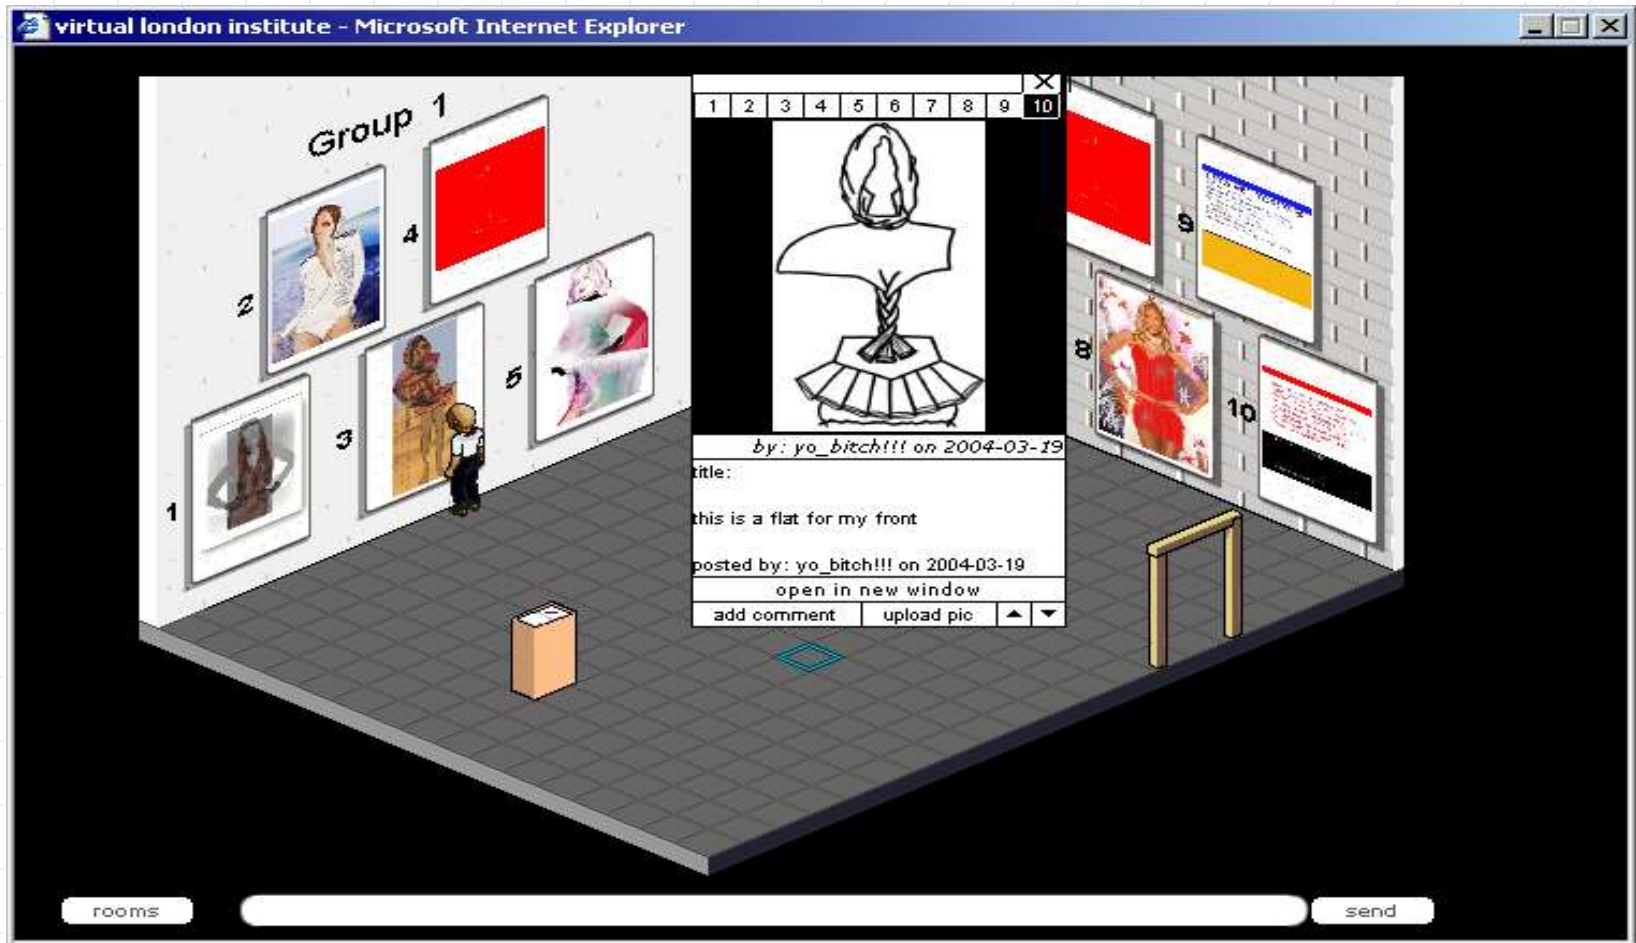 virtual london institute - Microsoft Internet Explorer
Group 1
1 2 3 4 5 6 7 8 9 10
4
9
2
8
5
10
3
1
by: yo_bitch!!! on 2004-03-19
title:
this is a flat for my front
posted by: yo_bitch!!! on 2004-03-19
open in new window
add comment upload pic
rooms send